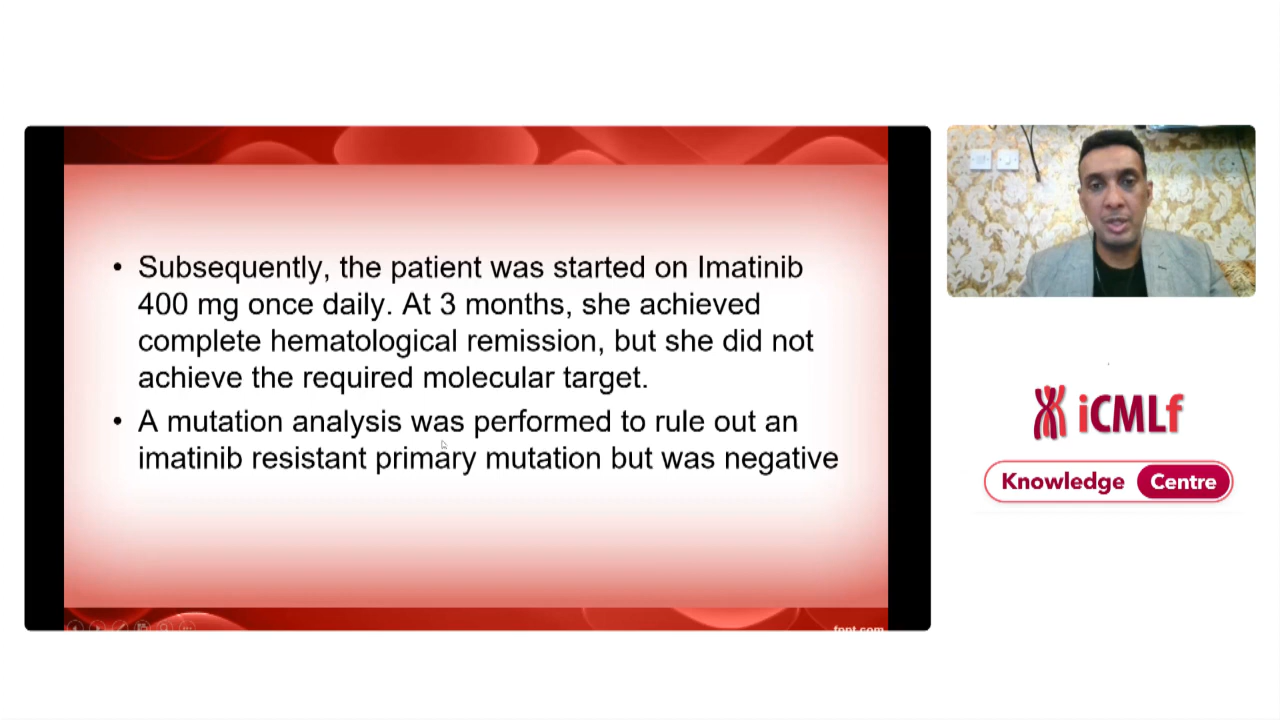 • Subsequently, the patient was started on Imatinib
400 mg once daily. At 3 months, she achieved
complete hematological remission, but she did not
achieve the required molecular target.
• A mutation analysis was performed to rule out an
imatinib resistant primary mutation but was negative
fppt.com
iCMLf
Knowledge Centre